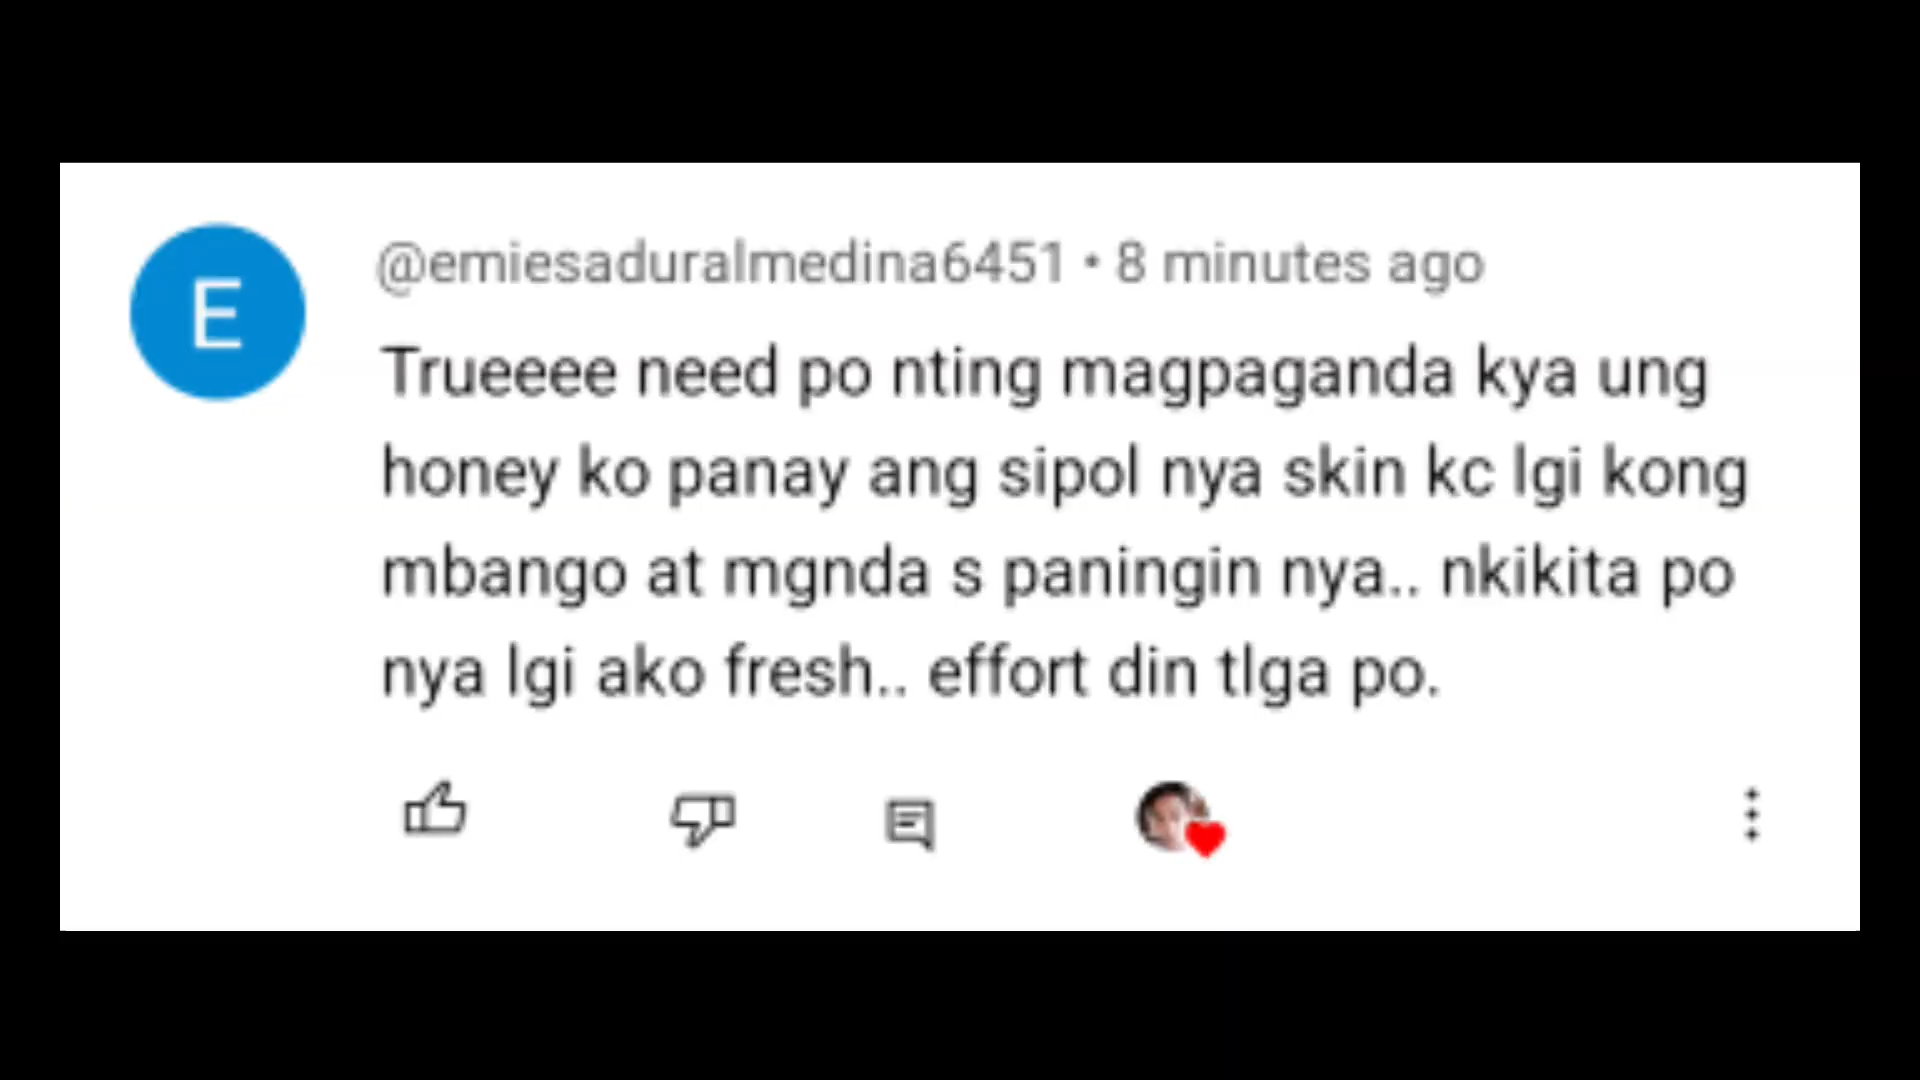 E
@emiesaduralmedina6451 • 8 minutes ago
Trueeee need po nting magpaganda kya ung
honey ko panay ang sipol nya skin kc lgi kong
mbango at mgnda s paningin nya.. nkikita po
nya lgi ako fresh.. effort din tlga po.